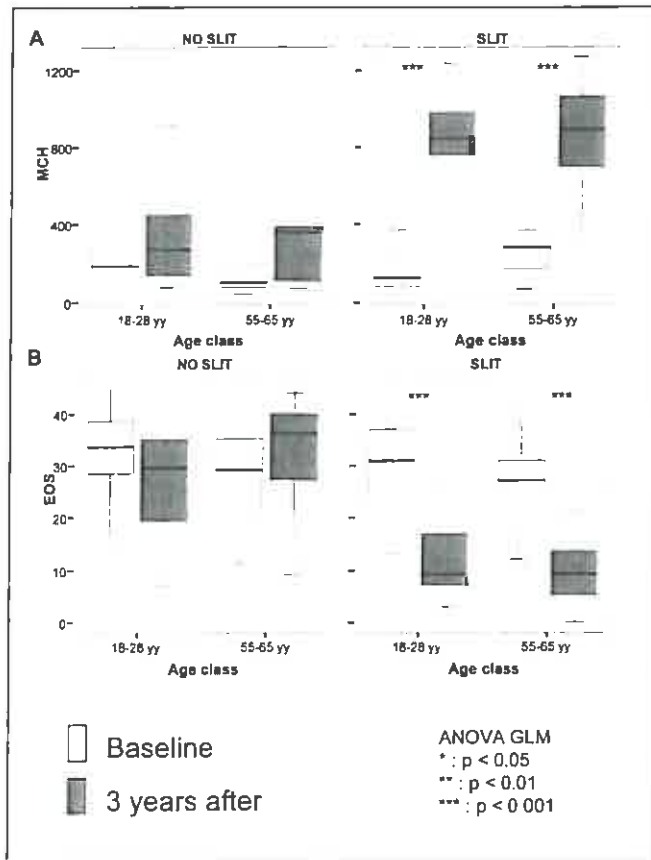 A
NO SLIT
SLIT
MCH
1200
800
400
0
***
***
18-28 yy
55-65 yy
18-28 yy
55-65 yy
Age class
Age class
B
NO SLIT
SLIT
EOS
40
30
20
10
0
***
***
18-28 yy
55-65 yy
18-28 yy
55-65 yy
Age class
Age class
Baseline
3 years after
ANOVA GLM
* : p < 0.05
** : p < 0.01
*** : p < 0 001